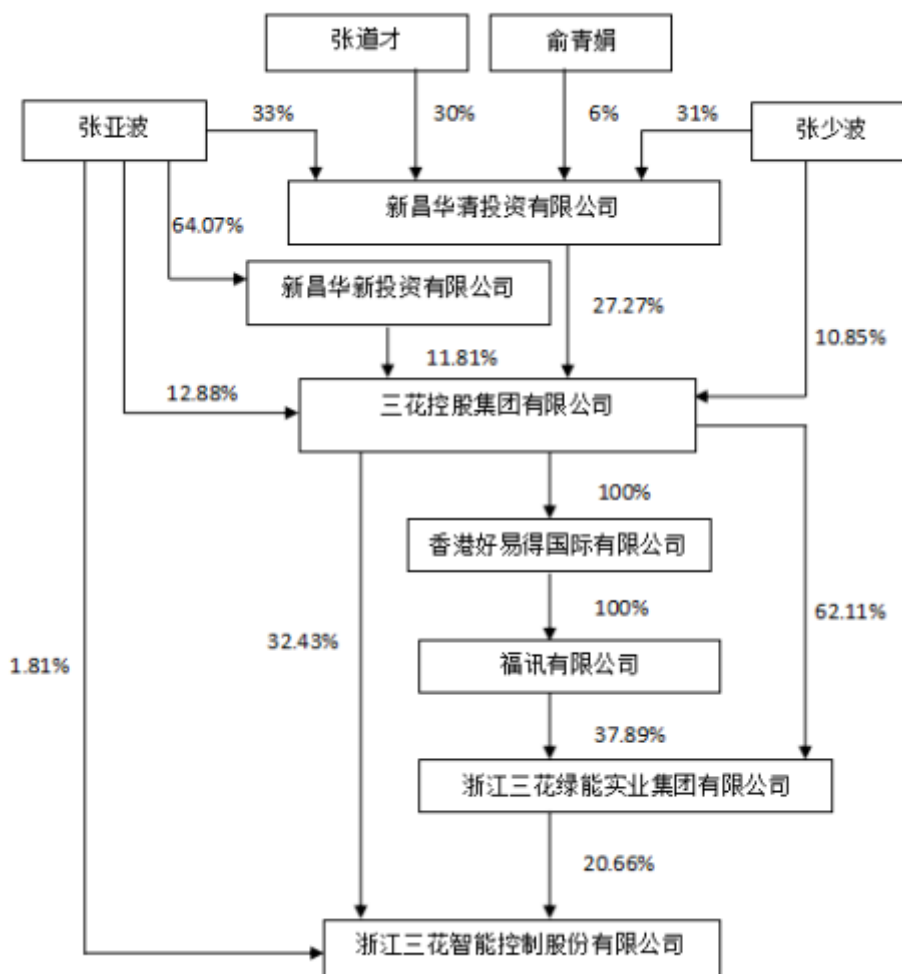 张道才
俞青娟
张亚波
33%
30%
6%
31%
张少波
新昌华清投资有限公司
64.07%
新昌华新投资有限公司
27.27%
11.81%
10.85%
12.88%
三花控股集团有限公司
100%
香港好易得国际有限公司
100%
62.11%
32.43%
1.81%
福讯有限公司
37.89%
浙江三花绿能实业集团有限公司
20.66%
浙江三花智能控制股份有限公司